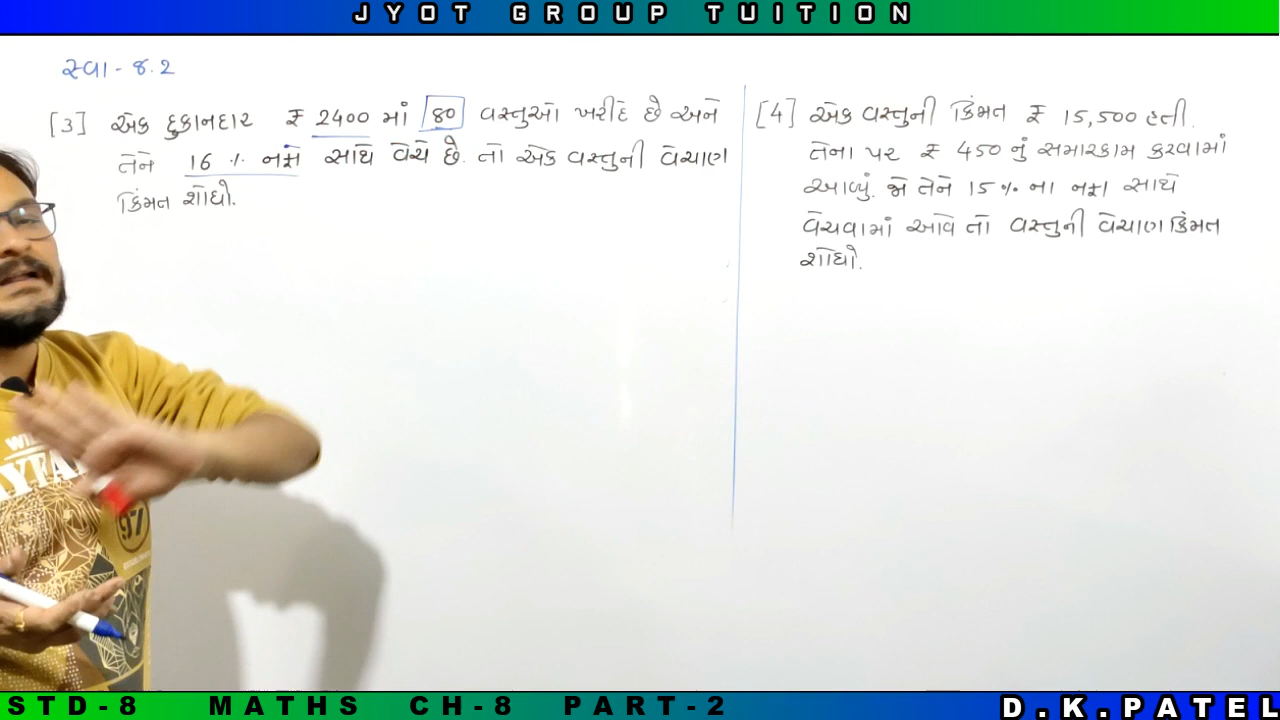 JYOT GROUP TUITION
સ્વા - 8.2
[3] એક દુકાનદાર ₹ 2400 માં 80 વસ્તુઓ ખરીદે છે અને
તેને 16 % નફા સાથે વેચે છે. તો એક વસ્તુની વેચાણ
કિંમત શોધો.
[4] એક વસ્તુની કિંમત ₹ 15,500 હતી.
તેના પર ₹ 450 નું સમારકામ કરવામાં
આવ્યું. જો તેને 15 % ના નફા સાથે
વેચવામાં આવે તો વસ્તુની વેચાણ કિંમત
શોધો.
97
STD-8 MATHS CH-8 PART-2
D.K.PATEL